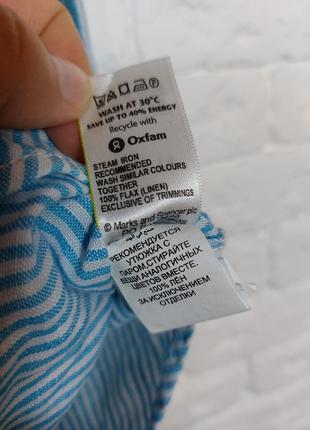 WASH AT 30°C
SAVE UP TO 40% ENERGY
Recycle with
Oxfam
STEAM IRON
RECOMMENDED
WASH SIMILAR COLOURS
TOGETHER
100% FLAX (LINEN)
EXCLUSIVE OF TRIMMINGS
© Marks and Spencer plc
PO
РЕКОМЕНДУЕТСЯ
УТЮЖКА С
ПАРОМ.СТИРАЙТЕ
ВЕЩИ АНАЛОГИЧНЫХ
ЦВЕТОВ ВМЕСТЕ.
100% ЛЁН
ЗА ИСКЛЮЧЕНИЕМ
ОТДЕЛКИ